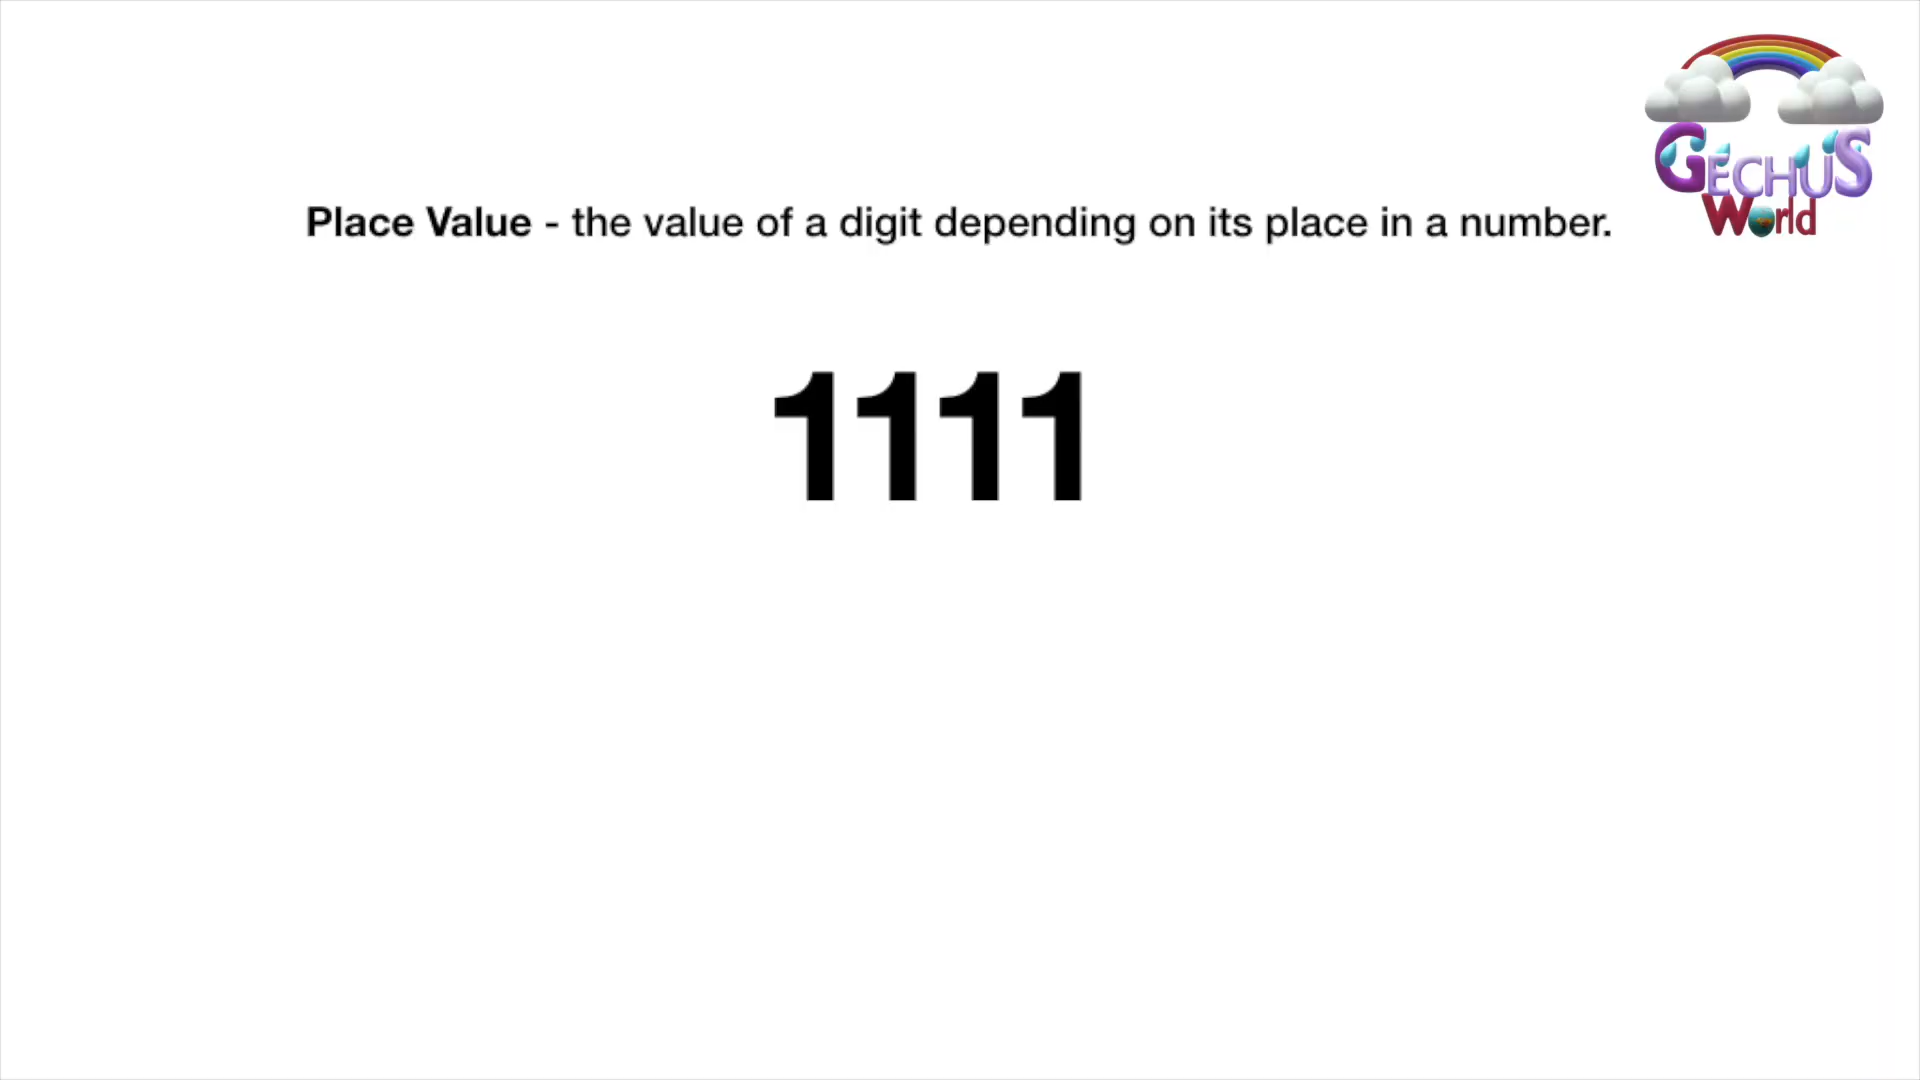 GECHUS
World
Place Value - the value of a digit depending on its place in a number.
1111